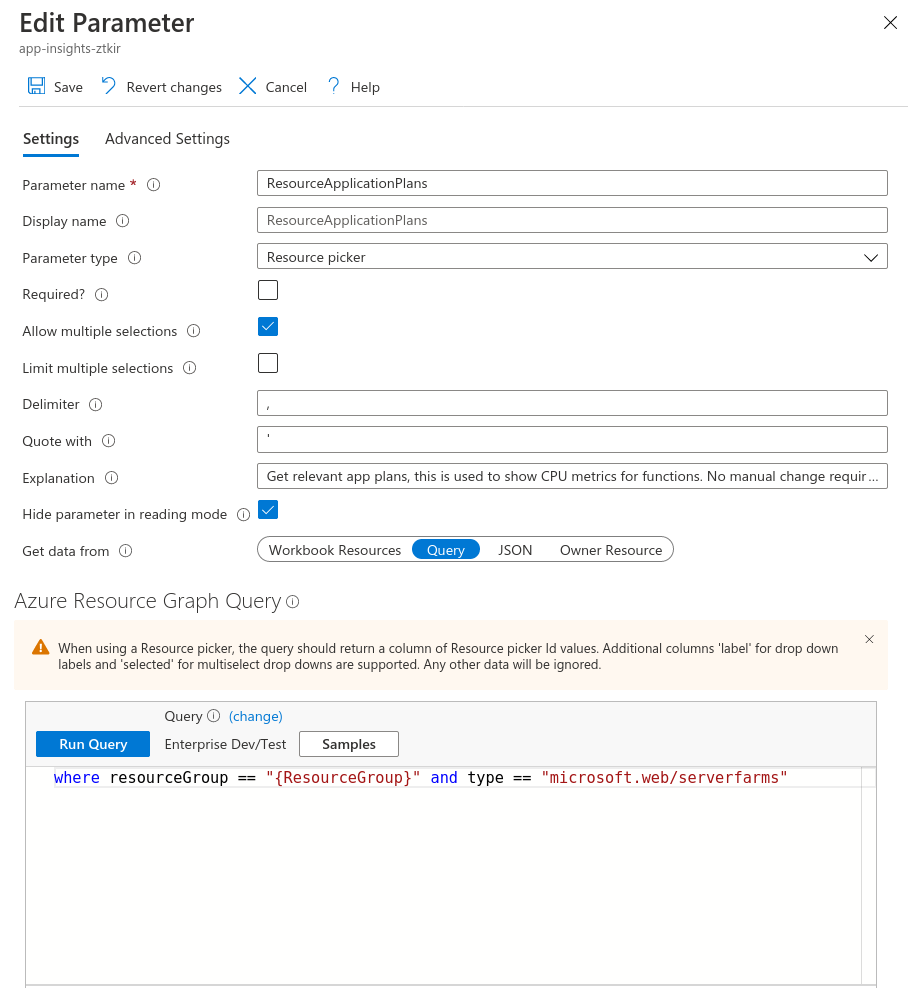 Edit Parameter
app-insights-ztkir
Save Revert changes Cancel ? Help
Settings Advanced Settings
Parameter name * ResourceApplicationPlans
Display name ResourceApplicationPlans
Parameter type Resource picker
Required?
Allow multiple selections
Limit multiple selections
Delimiter ,
Quote with '
Explanation Get relevant app plans, this is used to show CPU metrics for functions. No manual change requir ...
Hide parameter in reading mode
Get data from Workbook Resources Query JSON Owner Resource
Azure Resource Graph Query
When using a Resource picker, the query should return a column of Resource picker Id values. Additional columns 'label' for drop down
labels and 'selected' for multiselect drop downs are supported. Any other data will be ignored.
Query (change)
Run Query Enterprise Dev/Test Samples
where resourceGroup == "{ResourceGroup}" and type == "microsoft.web/serverfarms"